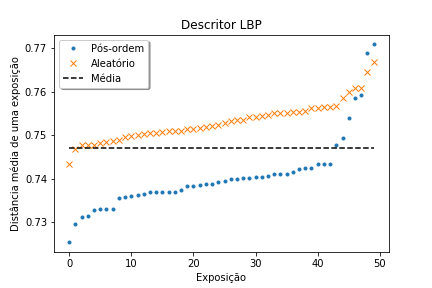 Descritor LBP
Pós-ordem
Aleatório
Média
Distância média de uma exposição
0.77
0.76
0.75
0.74
0.73
0
10
20
30
40
50
Exposição